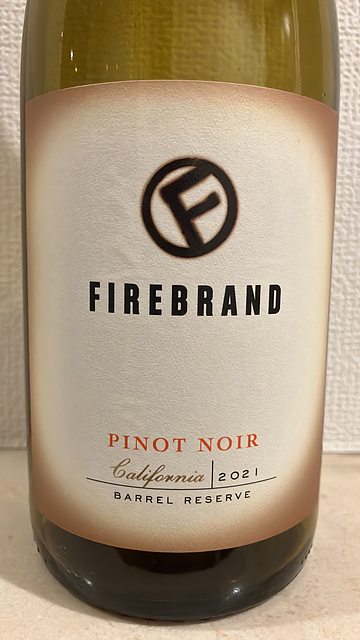 F
FIREBRAND
PINOT NOIR
California | 2021
BARREL RESERVE